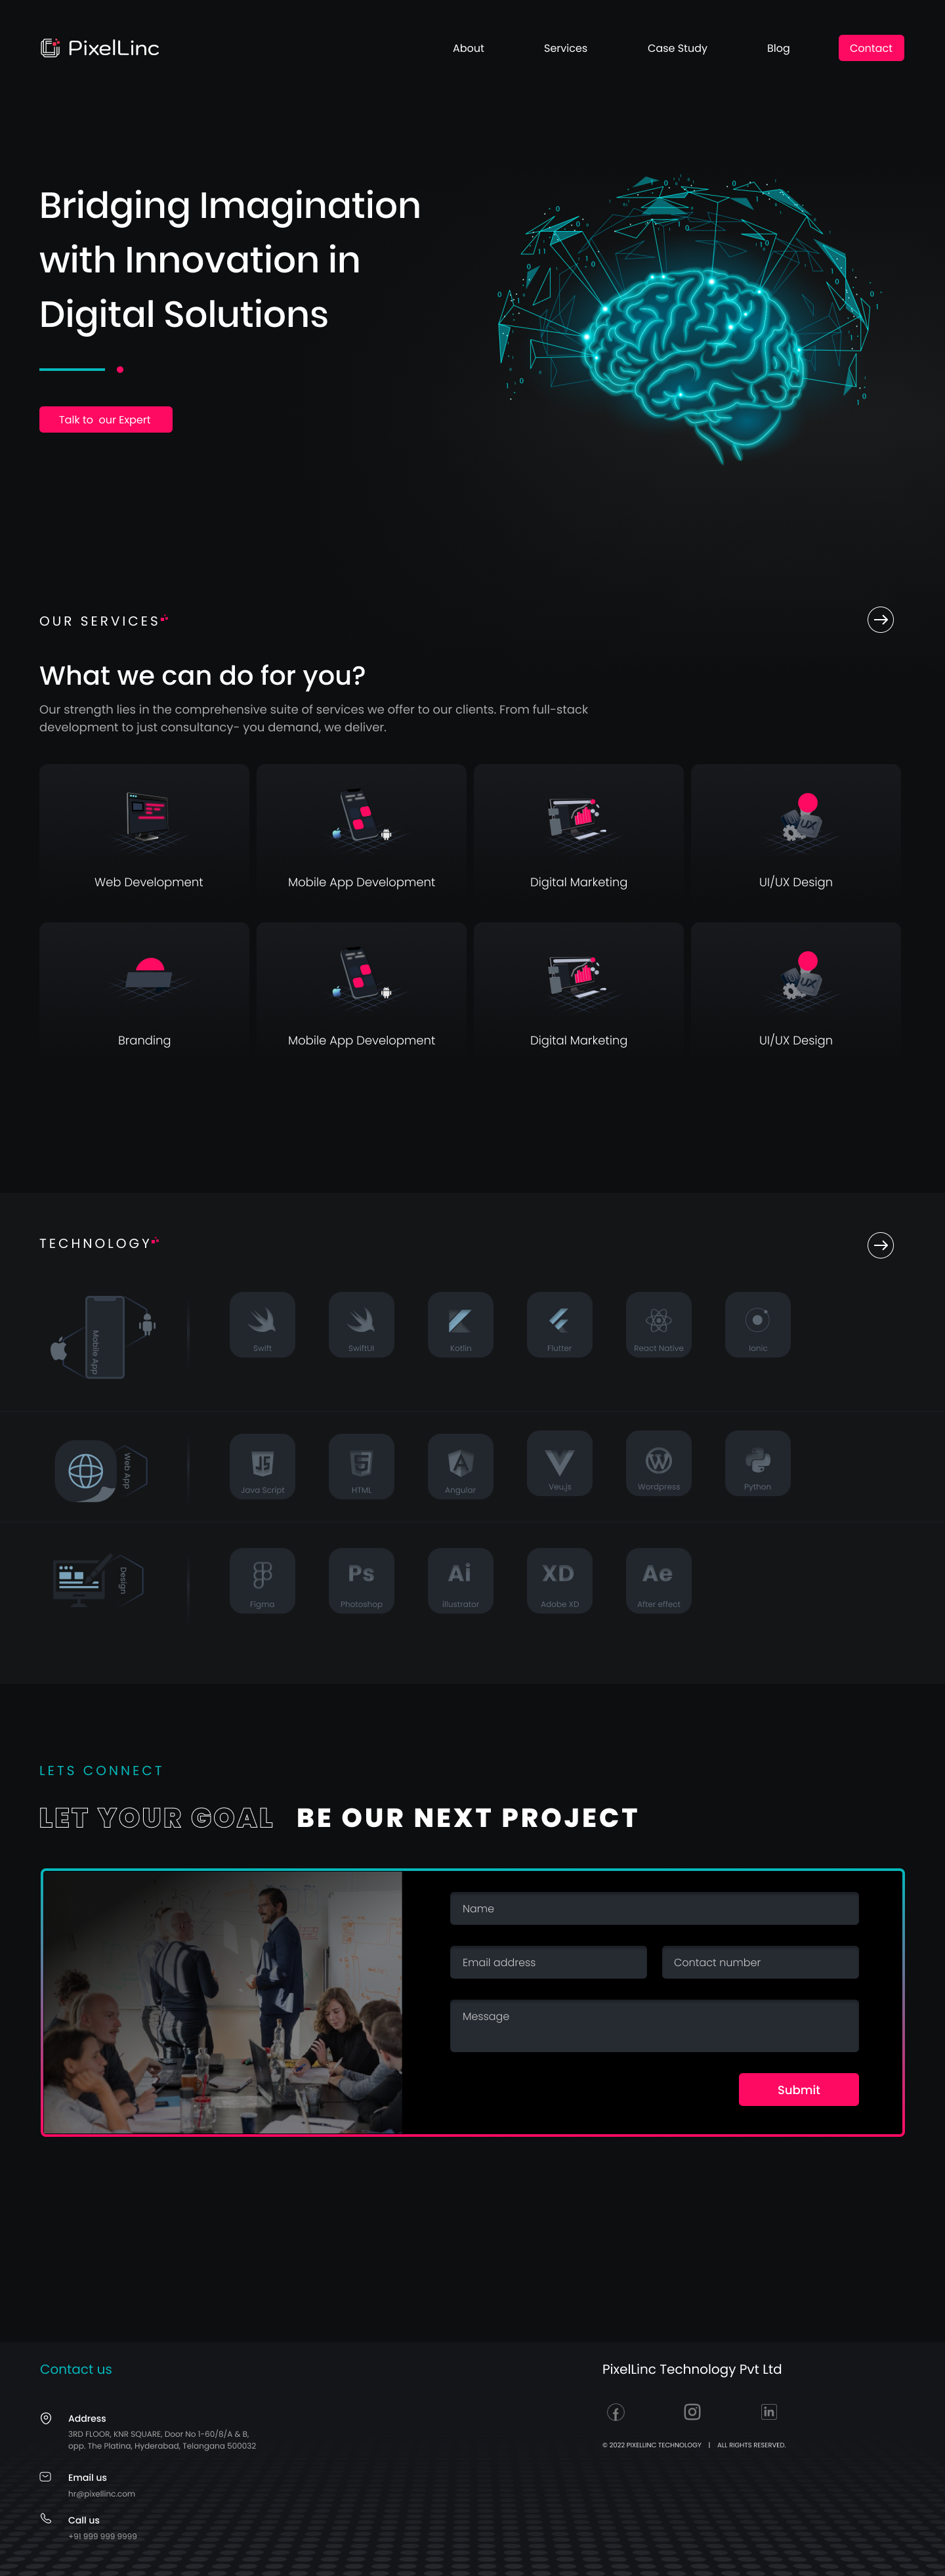 PixelLinc
About
Services
Case Study
Blog
Contact
Bridging Imagination
with Innovation in
Digital Solutions
Talk to our Expert
OUR SERVICES
What we can do for you?
Our strength lies in the comprehensive suite of services we offer to our clients. From full-stack
development to just consultancy- you demand, we deliver.
UX
Web Development
Mobile App Development
Digital Marketing
UI/UX Design
UX
Branding
Mobile App Development
Digital Marketing
UI/UX Design
TECHNOLOGY
Mobile App
Swift
SwiftUI
Kotlin
Flutter
React Native
Ionic
Web App
JS
5
A
Java Script
HTML
Angular
Veu.js
Wordpress
Python
Design
Ps
Ai
XD
Ae
Figma
Photoshop
illustrator
Adobe XD
After effect
LETS CONNECT
LET YOUR GOAL BE OUR NEXT PROJECT
Name
Email address
Contact number
Message
Submit
Contact us
Address
3RD FLOOR, KNR SQUARE, Door No 1-60/8/A & B,
opp. The Platina, Hyderabad, Telangana 500032
Email us
hr@pixellinc.com
Call us
+91 999 999 9999
PixelLinc Technology Pvt Ltd
in
© 2022 PIXELLINC TECHNOLOGY | ALL RIGHTS RESERVED.